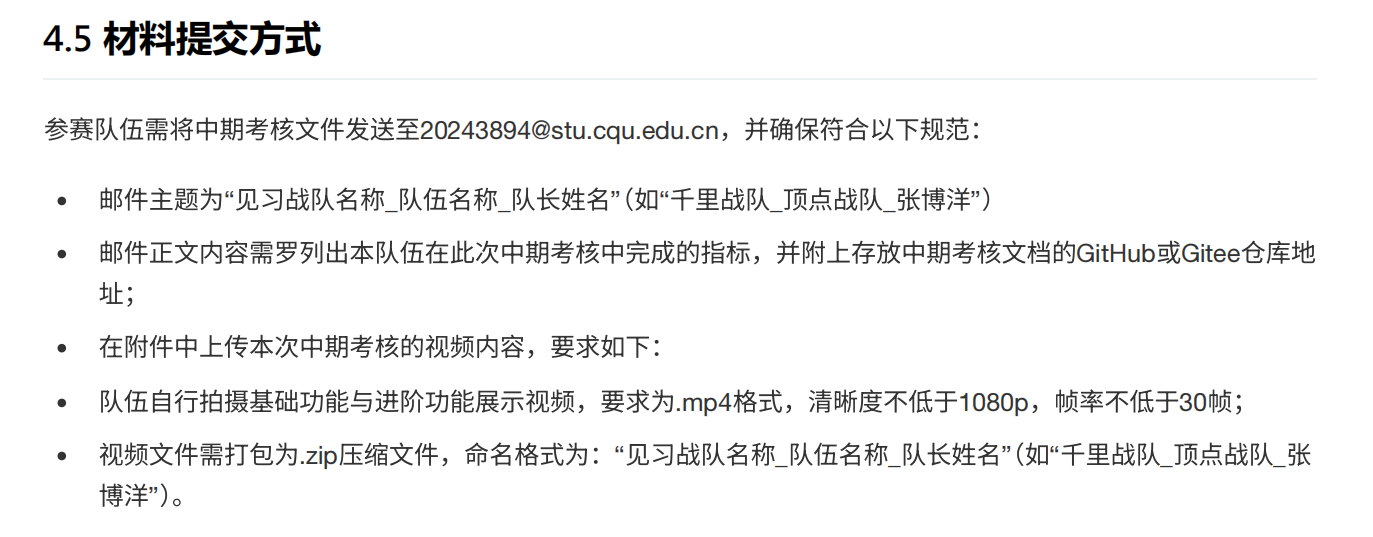 4.5 材料提交方式
参赛队伍需将中期考核文件发送至20243894@stu.cqu.edu.cn，并确保符合以下规范：
• 邮件主题为“见习战队名称_队伍名称_队长姓名”（如“千里战队_顶点战队_张博洋”）
• 邮件正文内容需罗列出本队伍在此次中期考核中完成的指标，并附上存放中期考核文档的GitHub或Gitee仓库地
址；
• 在附件中上传本次中期考核的视频内容，要求如下：
• 队伍自行拍摄基础功能与进阶功能展示视频，要求为.mp4格式，清晰度不低于1080p，帧率不低于30帧；
• 视频文件需打包为.zip压缩文件，命名格式为：“见习战队名称_队伍名称_队长姓名”（如“千里战队_顶点战队_张
博洋”）。